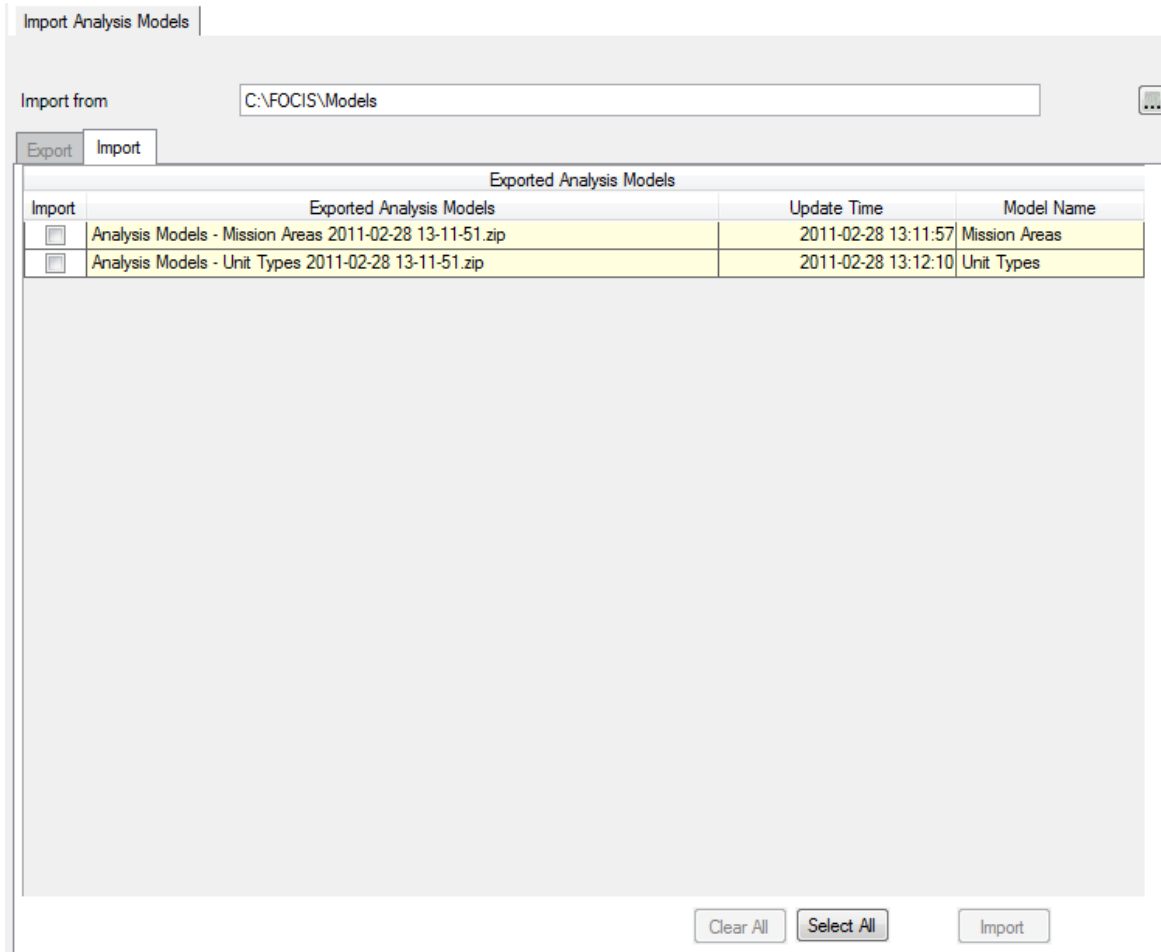 Import Analysis Models
Import from C:\FOCIS\Models ...
Export Import
Exported Analysis Models
Import Exported Analysis Models Update Time Model Name
Analysis Models - Mission Areas 2011-02-28 13-11-51.zip 2011-02-28 13:11:57 Mission Areas
Analysis Models - Unit Types 2011-02-28 13-11-51.zip 2011-02-28 13:12:10 Unit Types
Clear All Select All Import